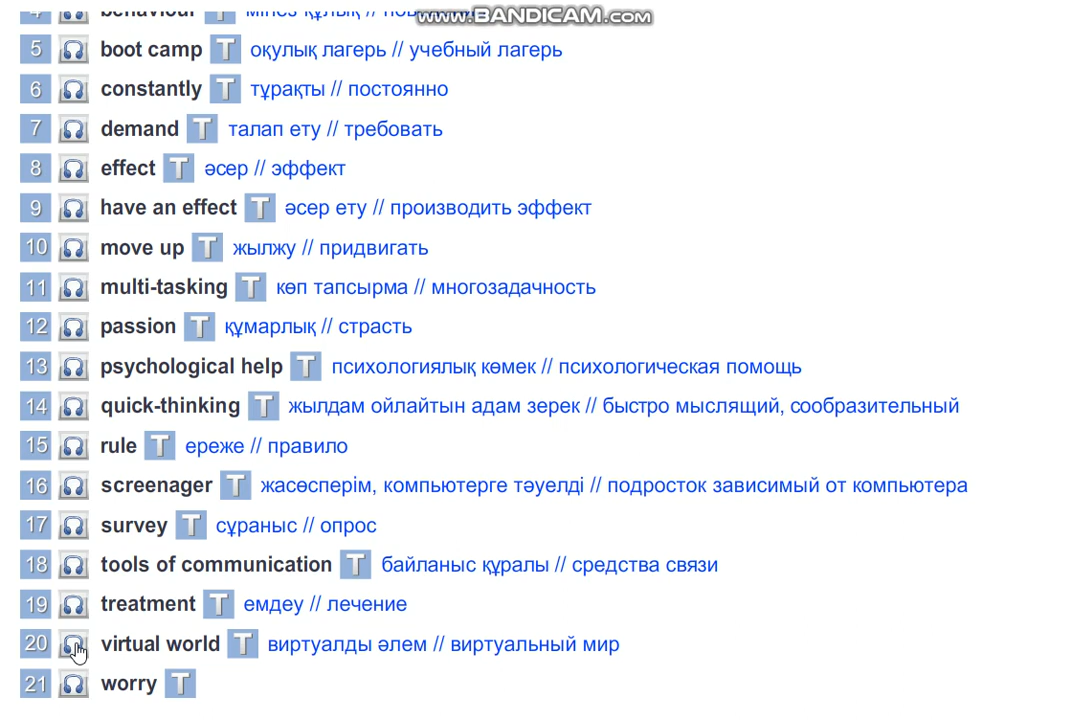 4 behaviour T мінез құлық //
www.BANDICAM.com
5 boot camp T оқулық лагерь // учебный лагерь
6 constantly T тұрақты // постоянно
7 demand T талап ету // требовать
8 effect T әсер // эффект
9 have an effect T әсер ету // производить эффект
10 move up T жылжу // придвигать
11 multi-tasking T көп тапсырма // многозадачность
12 passion T құмарлық // страсть
13 psychological help T психологиялық көмек // психологическая помощь
14 quick-thinking T жылдам ойлайтын адам зерек // быстро мыслящий, сообразительный
15 rule T ереже // правило
16 screenager T жасөсперім, компьютерге тәуелді // подросток зависимый от компьютера
17 survey T сұраныс // опрос
18 tools of communication T байланыс құралы // средства связи
19 treatment T емдеу // лечение
20 virtual world T виртуалды әлем // виртуальный мир
21 worry T